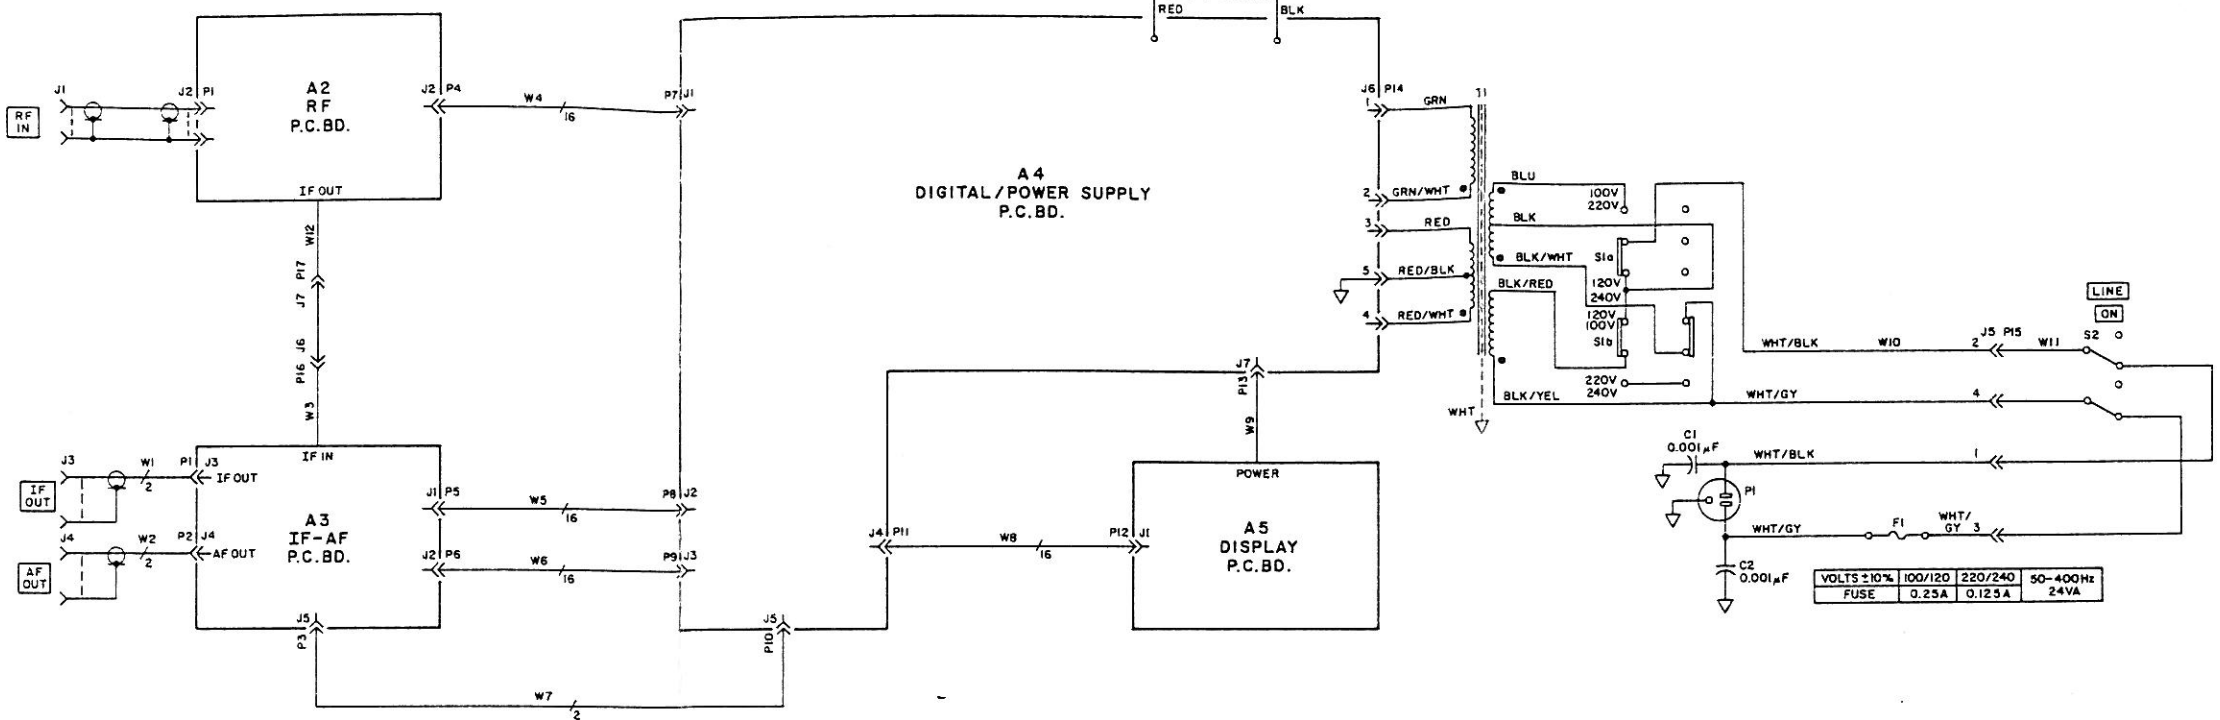 RED
BLK
A2
RF
P.C.BD.
J1
RF
IN
J2 P1
J2 P4
W4
16
P7 J1
IF OUT
W12
P17
J7
J6
P16
W3
IF IN
J3
IF
OUT
W1
2
P1 J3
IF OUT
J4
AF
OUT
W2
2
P2 J4
AF OUT
A3
IF-AF
P.C.BD.
J1 P5
W5
16
P8 J2
J2 P6
W6
16
P9 J3
J5
P3
W7
2
J5
P10
A4
DIGITAL/POWER SUPPLY
P.C.BD.
J4 P11
W8
16
P12 J1
J7
P13
W9
POWER
A5
DISPLAY
P.C.BD.
J6 P14
1
GRN
2
GRN/WHT
3
RED
5
RED/BLK
4
RED/WHT
T1
WHT
BLU
BLK
BLK/WHT
BLK/RED
BLK/YEL
100V
220V
S1a
120V
240V
120V
100V
S1b
220V
240V
WHT/BLK
W10
2
J5 P15
W11
S2
LINE
ON
WHT/GY
4
C1
0.001µF
WHT/BLK
1
P1
WHT/GY
F1
WHT/
GY 3
C2
0.001µF
VOLTS ±10% 100/120 220/240 50-400Hz
24VA
FUSE 0.25A 0.125A